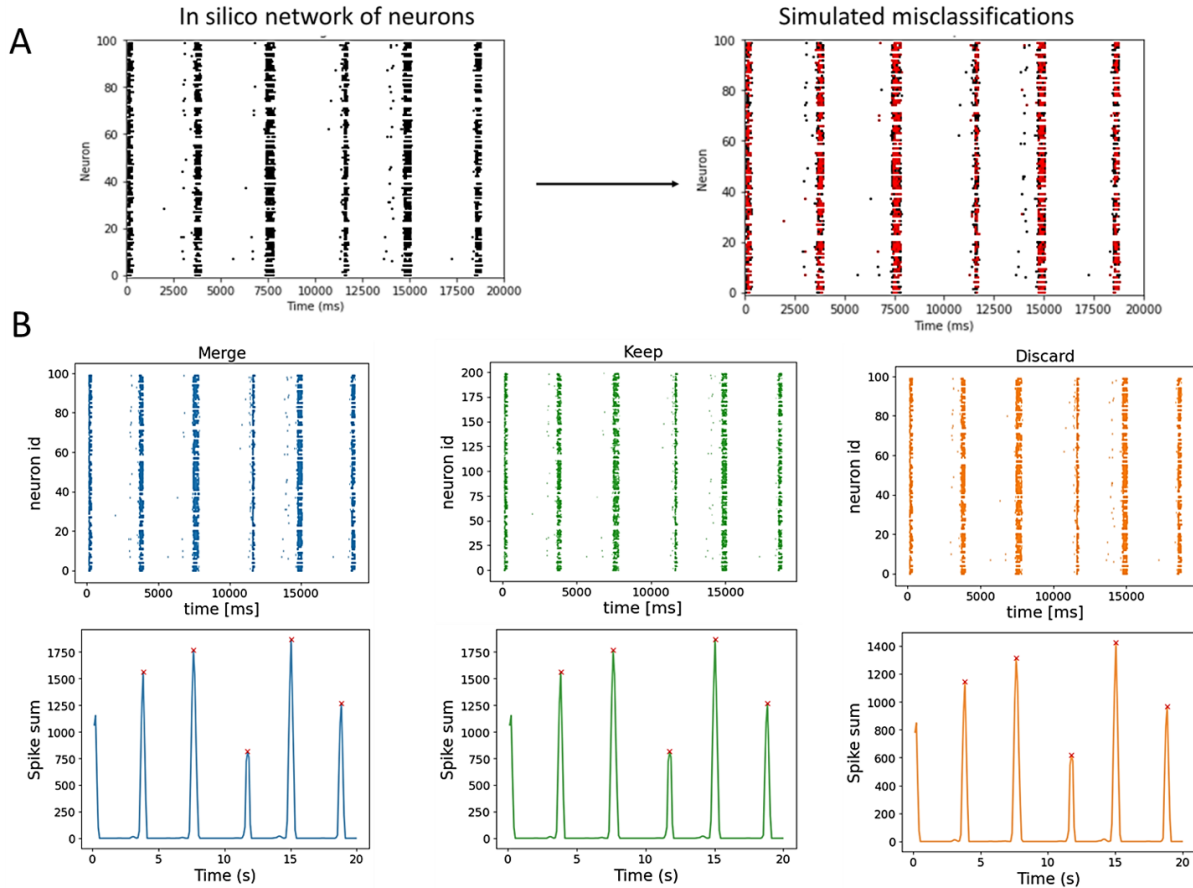 In silico network of neurons
Simulated misclassifications
A
100
80
60
40
20
0
Neuron
0 2500 5000 7500 10000 12500 15000 17500 20000
Time (ms)
100
80
60
40
20
0
Neuron
0 2500 5000 7500 10000 12500 15000 17500 20000
Time (ms)
B
Merge
100
80
60
40
20
0
neuron id
0 5000 10000 15000
time [ms]
Keep
200
175
150
125
100
75
50
25
0
neuron id
0 5000 10000 15000
time [ms]
Discard
100
80
60
40
20
0
neuron id
0 5000 10000 15000
time [ms]
1750
1500
1250
1000
750
500
250
0
Spike sum
0 5 10 15 20
Time (s)
1750
1500
1250
1000
750
500
250
0
Spike sum
0 5 10 15 20
Time (s)
1400
1200
1000
800
600
400
200
0
Spike sum
0 5 10 15 20
Time (s)